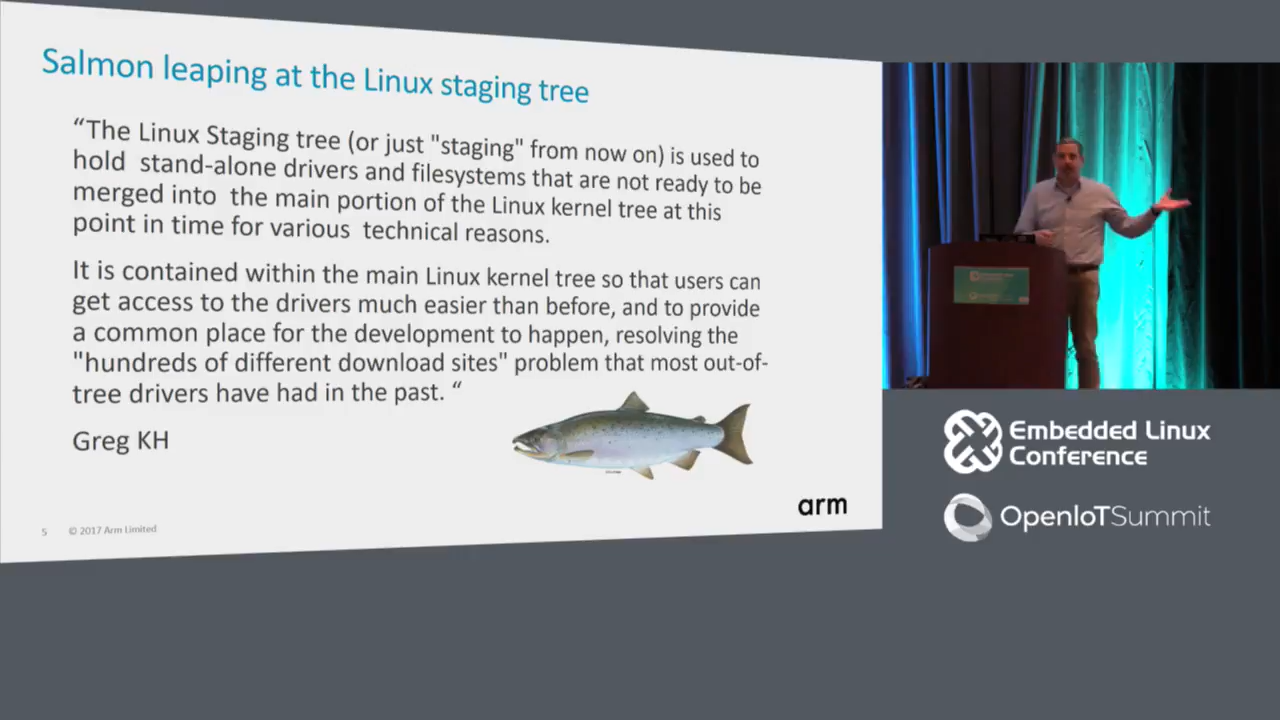 Salmon leaping at the Linux staging tree
“The Linux Staging tree (or just "staging" from now on) is used to
hold stand-alone drivers and filesystems that are not ready to be
merged into the main portion of the Linux kernel tree at this
point in time for various technical reasons.
It is contained within the main Linux kernel tree so that users can
get access to the drivers much easier than before, and to provide
a common place for the development to happen, resolving the
"hundreds of different download sites" problem that most out-of-
tree drivers have had in the past. “
Greg KH
arm
5 © 2017 Arm Limited
Embedded Linux
Conference
OpenIoTSummit